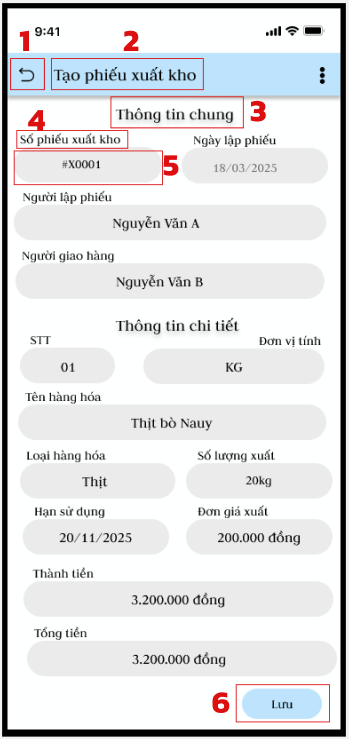 9:41
1
2
Tạo phiếu xuất kho
Thông tin chung
3
4
Số phiếu xuất kho
Ngày lập phiếu
#X0001
5
18/03/2025
Người lập phiếu
Nguyễn Văn A
Người giao hàng
Nguyễn Văn B
Thông tin chi tiết
STT
Đơn vị tính
01
KG
Tên hàng hóa
Thịt bò Nauy
Loại hàng hóa
Số lượng xuất
Thịt
20kg
Hạn sử dụng
Đơn giá xuất
20/11/2025
200.000 đồng
Thành tiền
3.200.000 đồng
Tổng tiền
3.200.000 đồng
6
Lưu